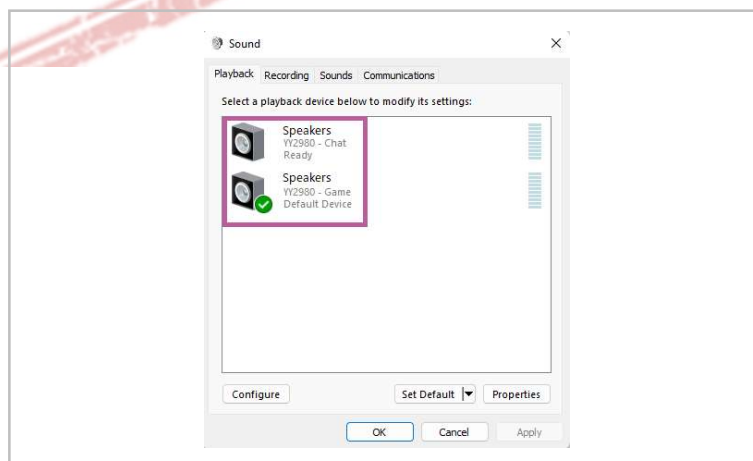 Sound
Playback Recording Sounds Communications
Select a playback device below to modify its settings:
Speakers
YY2980 - Chat
Ready
Speakers
YY2980 - Game
Default Device
Configure Set Default Properties
OK Cancel Apply